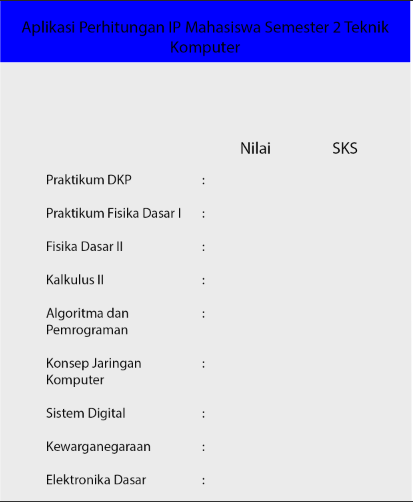 Aplikasi Perhitungan IP Mahasiswa Semester 2 Teknik
Komputer
Nilai SKS
Praktikum DKP :
Praktikum Fisika Dasar I :
Fisika Dasar II :
Kalkulus II :
Algoritma dan :
Pemrograman
Konsep Jaringan :
Komputer
Sistem Digital :
Kewarganegaraan :
Elektronika Dasar :